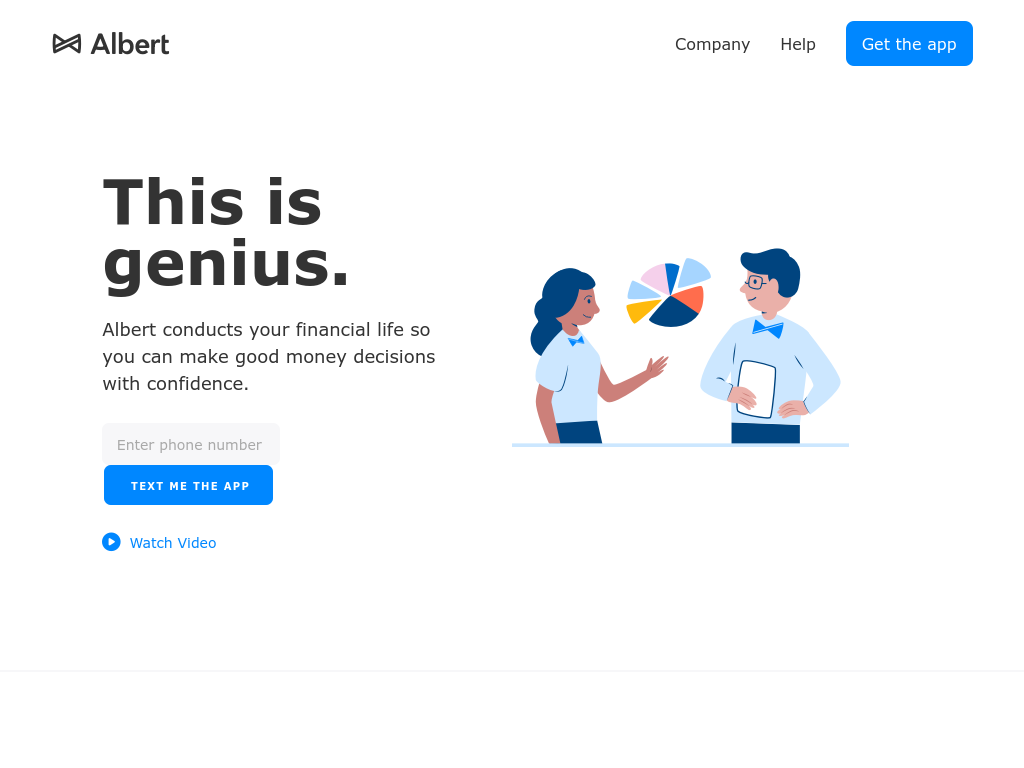 Albert
Company
Help
Get the app
This is
genius.
Albert conducts your financial life so
you can make good money decisions
with confidence.
Enter phone number
TEXT ME THE APP
Watch Video